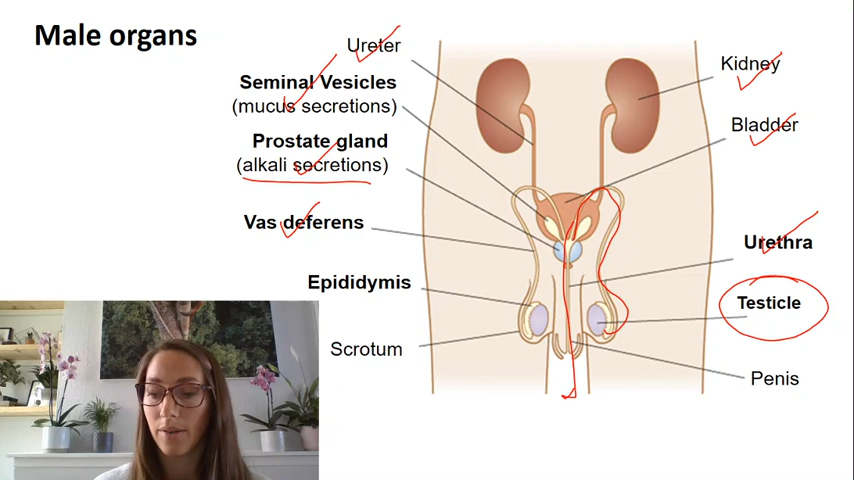 Male organs
Ureter
Seminal Vesicles
(mucus secretions)
Prostate gland
(alkali secretions)
Vas deferens
Epididymis
Scrotum
Kidney
Bladder
Urethra
Testicle
Penis